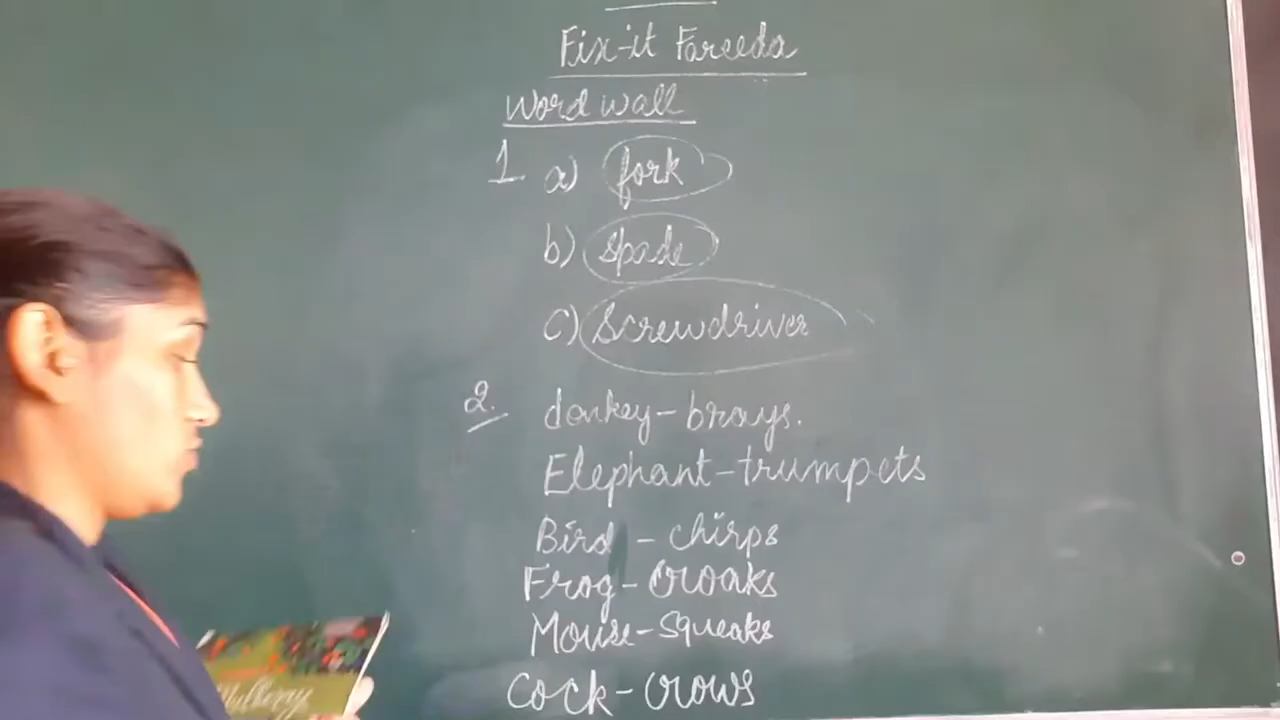 Fix-it Fareeda
Word wall
1 a) fork
b) spade
c) Screwdriver
2. donkey - brays.
Elephant - trumpets
Bird - chirps
Frog - Croaks
Mouse - Squeaks
Cock - Crows
Mulberry